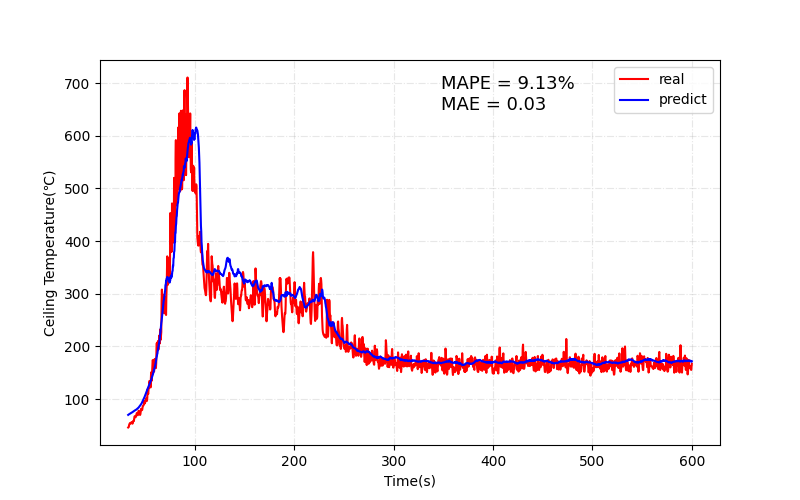 MAPE = 9.13%
MAE = 0.03
real
predict
700
600
500
400
300
200
100
Ceiling Temperature(℃)
100 200 300 400 500 600
Time(s)